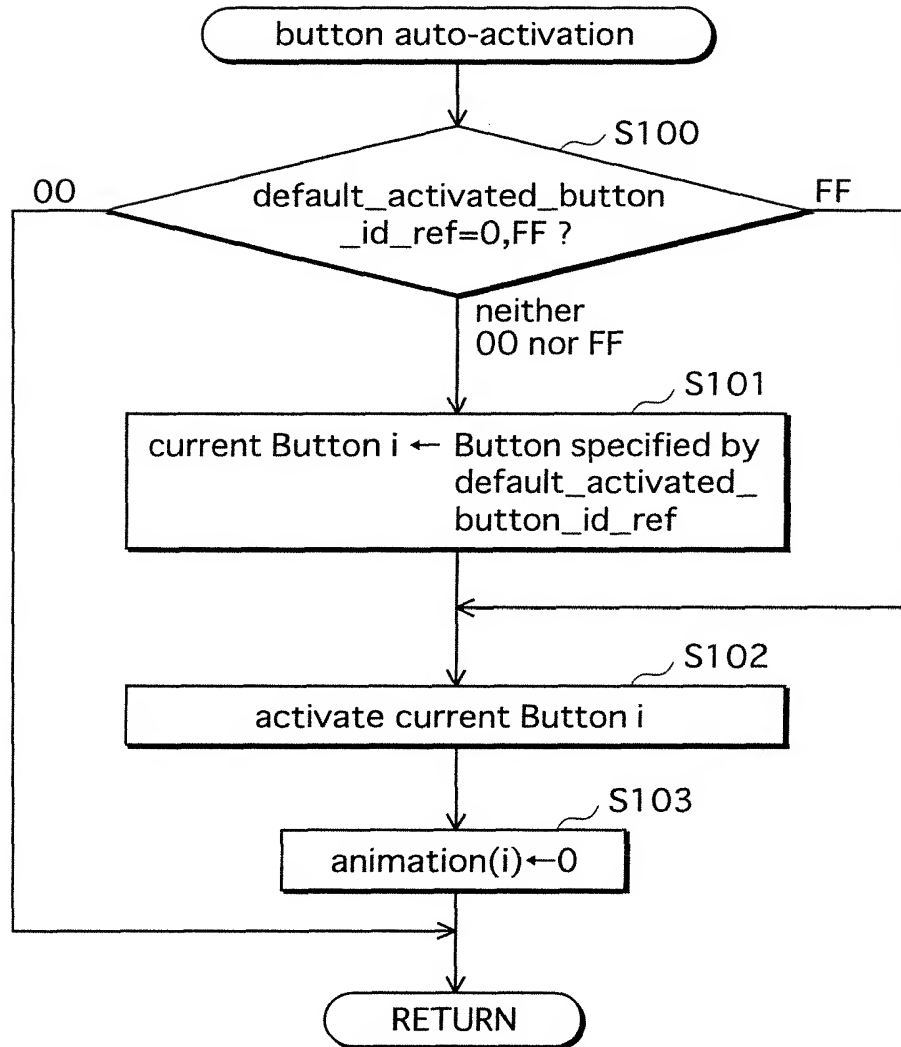 button auto-activation
S100
00
default_activated_button
_id_ref=0,FF ?
FF
neither
00 nor FF
S101
current Button i ← Button specified by
default_activated_
button_id_ref
S102
activate current Button i
S103
animation(i)←0
RETURN